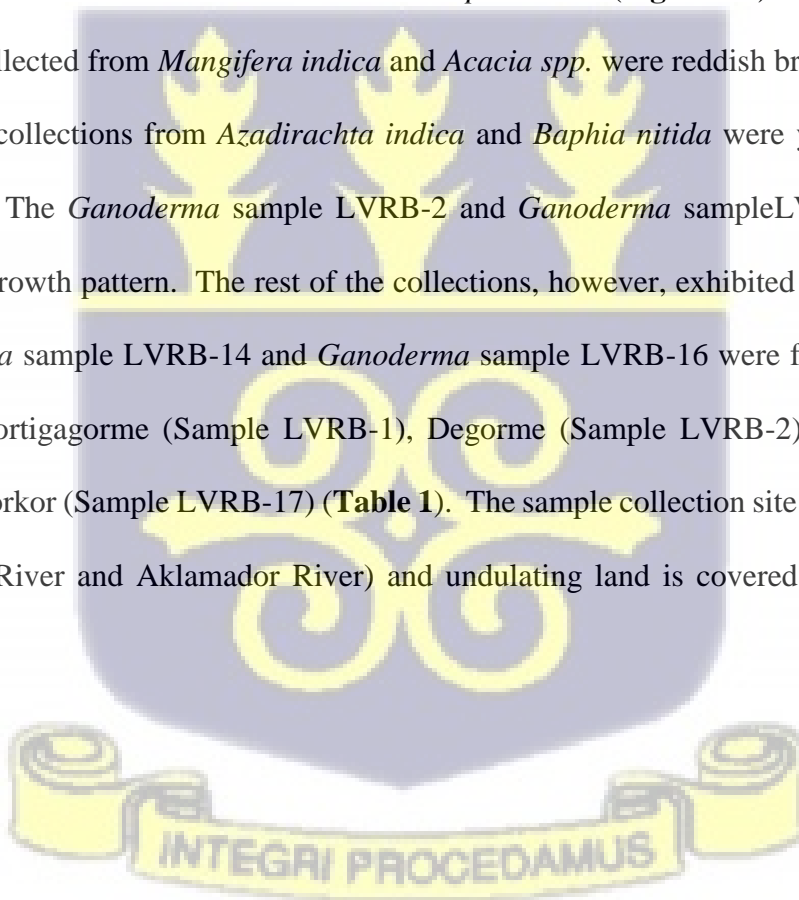 llected from Mangifera indica and Acacia spp. were reddish br
collections from Azadirachta indica and Baphia nitida were
The Ganoderma sample LVRB-2 and Ganoderma sampleLV
rowth pattern. The rest of the collections, however, exhibited
a sample LVRB-14 and Ganoderma sample LVRB-16 were f
ortigagorme (Sample LVRB-1), Degorme (Sample LVRB-2)
orkor (Sample LVRB-17) (Table 1). The sample collection site
River and Aklamador River) and undulating land is covered
INTEGRI PROCEDAMUS